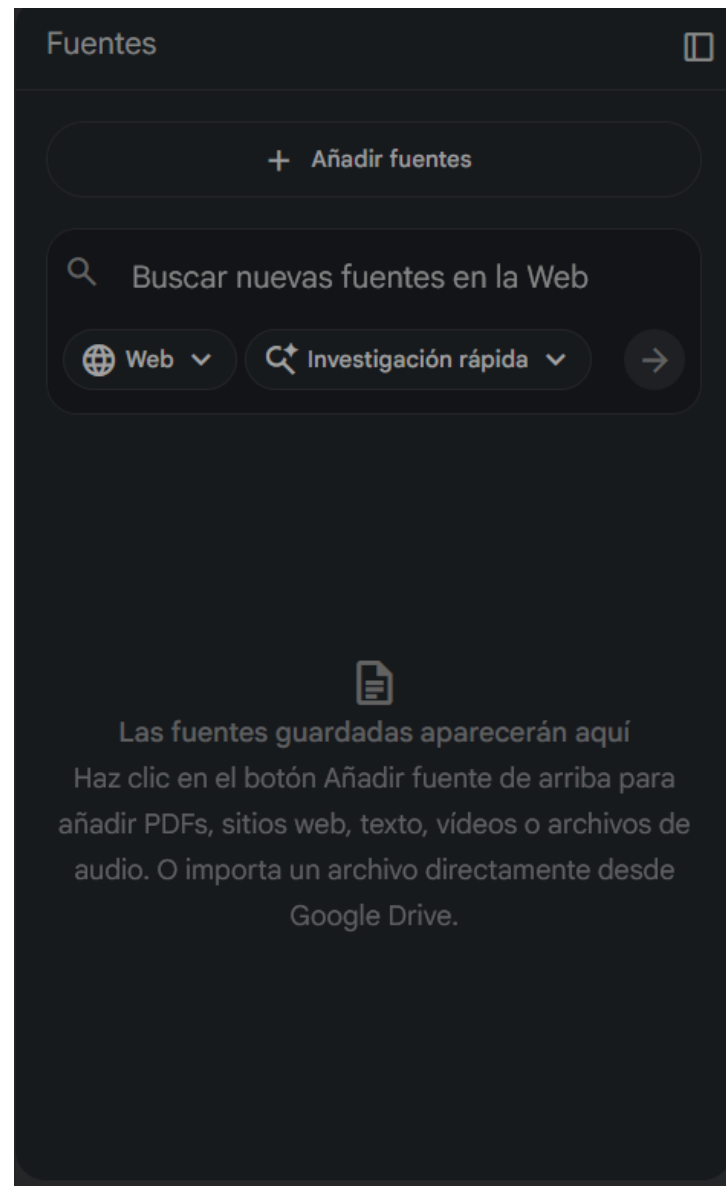 Fuentes
Añadir fuentes
Buscar nuevas fuentes en la Web
Web
Investigación rápida
Las fuentes guardadas aparecerán aquí
Haz clic en el botón Añadir fuente de arriba para
añadir PDFs, sitios web, texto, vídeos o archivos de
audio. O importa un archivo directamente desde
Google Drive.